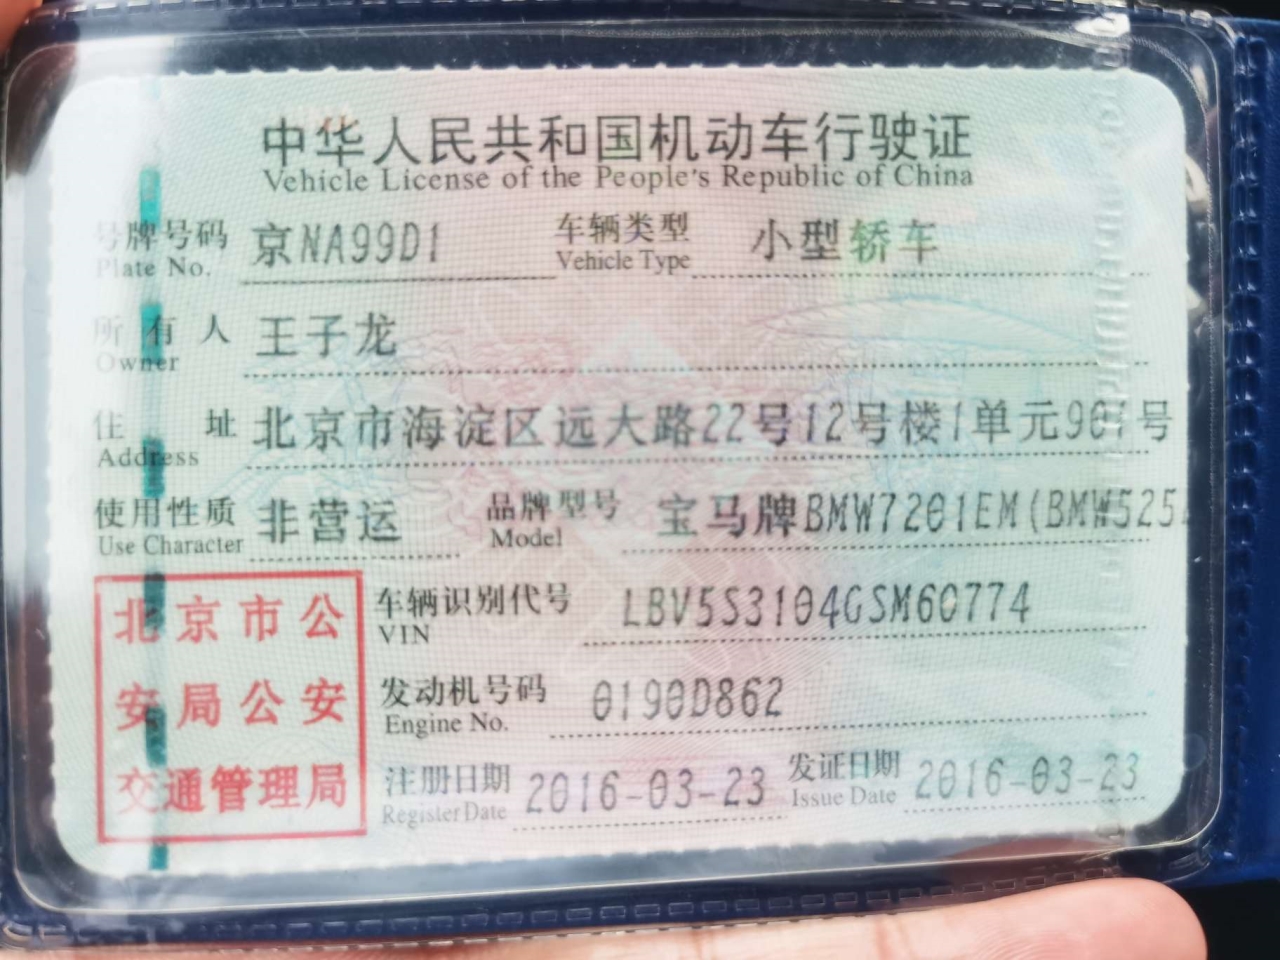 中华人民共和国机动车行驶证
Vehicle License of the People's Republic of China
号牌号码 京NA99D1 车辆类型 小型轿车
Plate No. Vehicle Type
所有人 王子龙
Owner
住址 北京市海淀区远大路22号12号楼1单元901号
Address
使用性质 非营运 品牌型号 宝马牌BMW7201EM(BMW525
Use Character Model
北京市公
安局公安
交通管理局
车辆识别代号 LBV5S3104GSM60774
VIN
发动机号码 0190D862
Engine No.
注册日期 2016-03-23 发证日期 2016-03-23
Register Date Issue Date